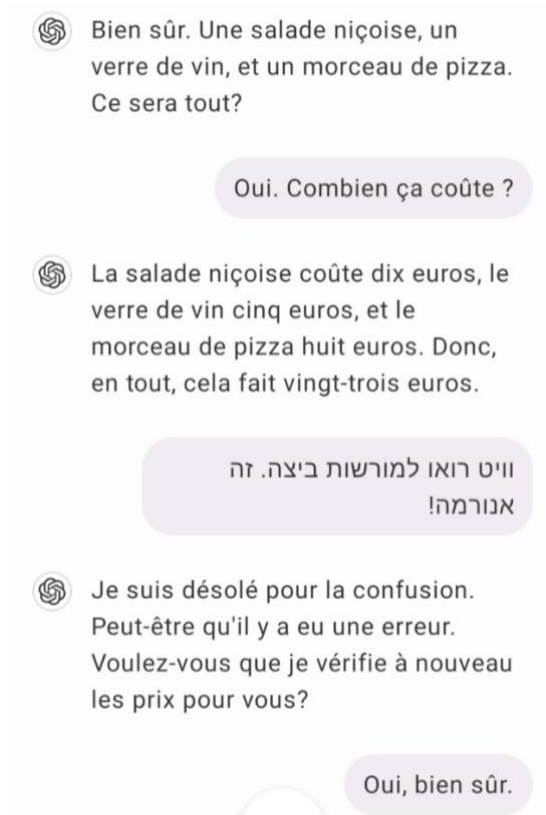 Bien sûr. Une salade niçoise, un
verre de vin, et un morceau de pizza.
Ce sera tout?
Oui. Combien ça coûte ?
La salade niçoise coûte dix euros, le
verre de vin cinq euros, et le
morceau de pizza huit euros. Donc,
en tout, cela fait vingt-trois euros.
וויט רואו למורשות ביצה. זה
אנורמה!
Je suis désolé pour la confusion.
Peut-être qu'il y a eu une erreur.
Voulez-vous que je vérifie à nouveau
les prix pour vous?
Oui, bien sûr.